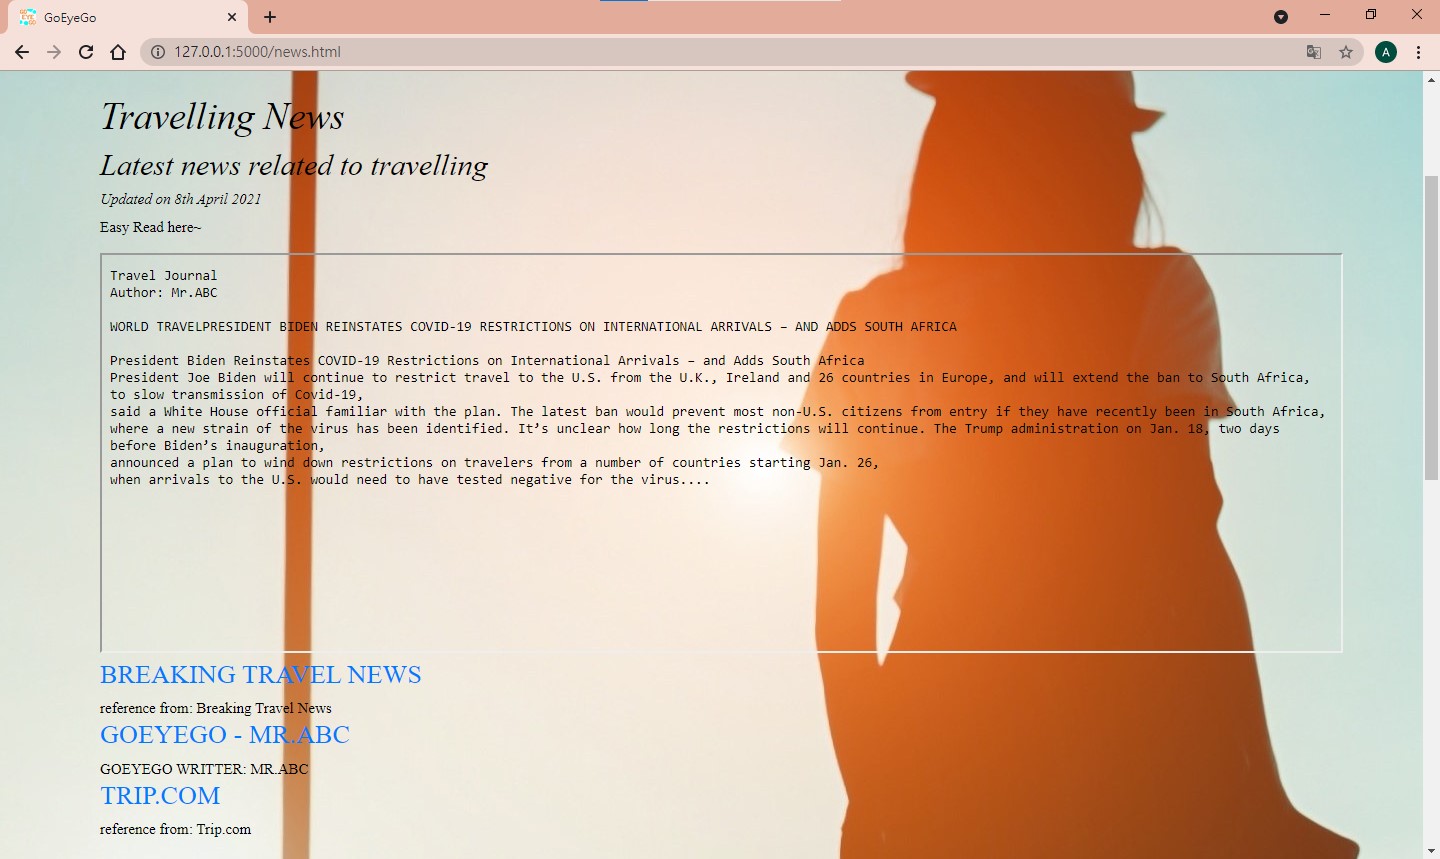 GoEyeGo
127.0.0.1:5000/news.html
A
Travelling News
Latest news related to travelling
Updated on 8th April 2021
Easy Read here~
Travel Journal
Author: Mr.ABC
WORLD TRAVELPRESIDENT BIDEN REINSTATES COVID-19 RESTRICTIONS ON INTERNATIONAL ARRIVALS – AND ADDS SOUTH AFRICA
President Biden Reinstates COVID-19 Restrictions on International Arrivals – and Adds South Africa
President Joe Biden will continue to restrict travel to the U.S. from the U.K., Ireland and 26 countries in Europe, and will extend the ban to South Africa,
to slow transmission of Covid-19,
said a White House official familiar with the plan. The latest ban would prevent most non-U.S. citizens from entry if they have recently been in South Africa,
where a new strain of the virus has been identified. It’s unclear how long the restrictions will continue. The Trump administration on Jan. 18, two days
before Biden’s inauguration,
announced a plan to wind down restrictions on travelers from a number of countries starting Jan. 26,
when arrivals to the U.S. would need to have tested negative for the virus....
BREAKING TRAVEL NEWS
reference from: Breaking Travel News
GOEYEGO - MR.ABC
GOEYEGO WRITTER: MR.ABC
TRIP.COM
reference from: Trip.com